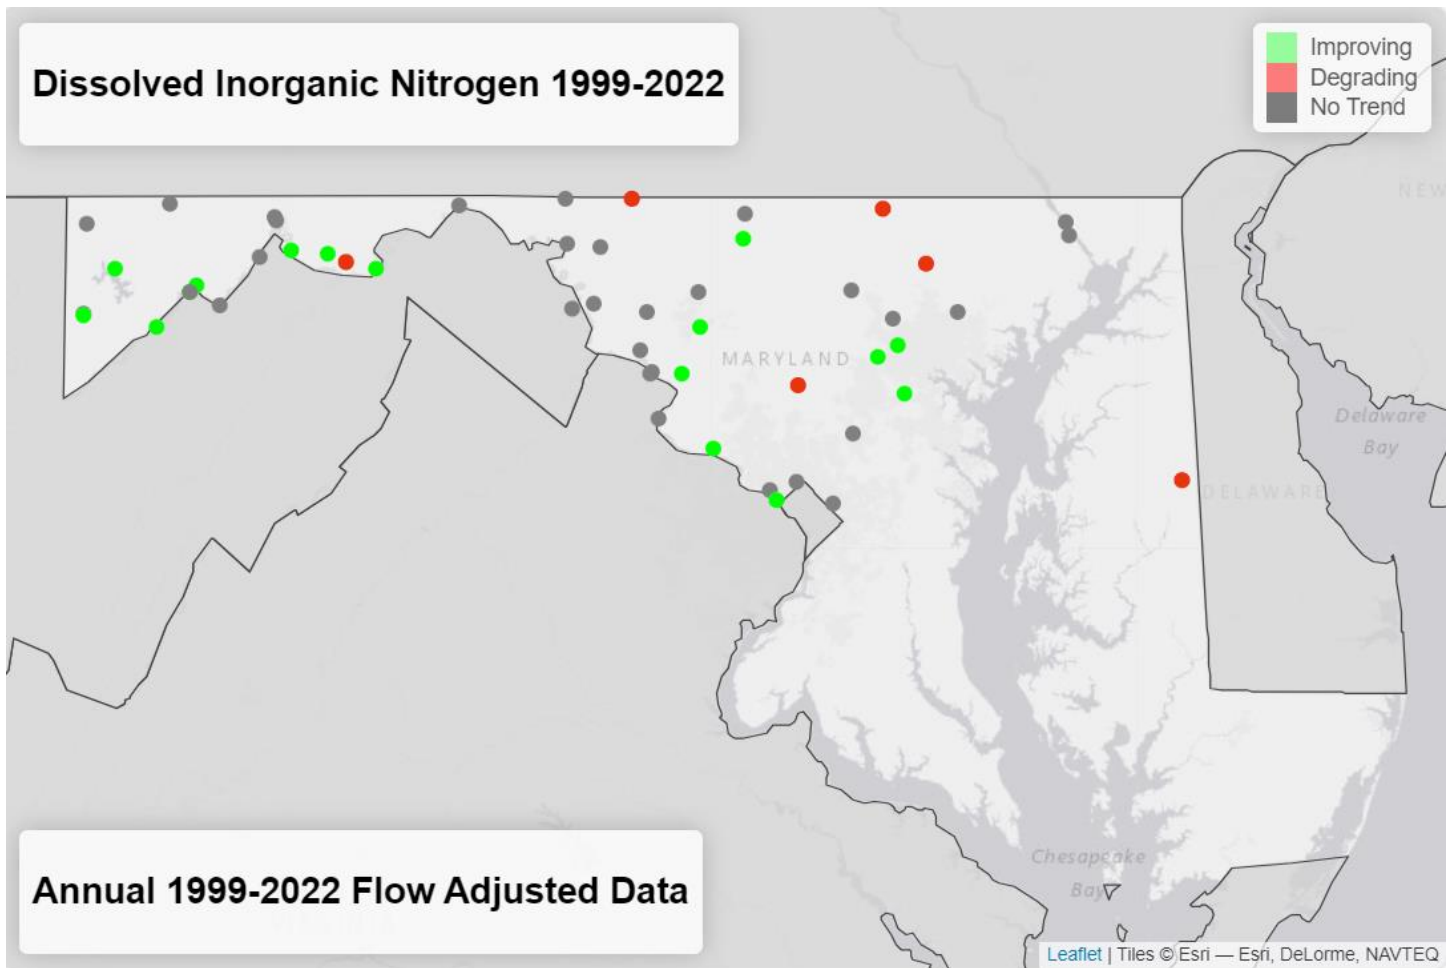 Dissolved Inorganic Nitrogen 1999-2022
Improving
Degrading
No Trend
NEW
MARYLAND
Delaware
Bay
DELAWARE
Chesapeake
Bay
Annual 1999-2022 Flow Adjusted Data
Leaflet | Tiles © Esri — Esri, DeLorme, NAVTEQ